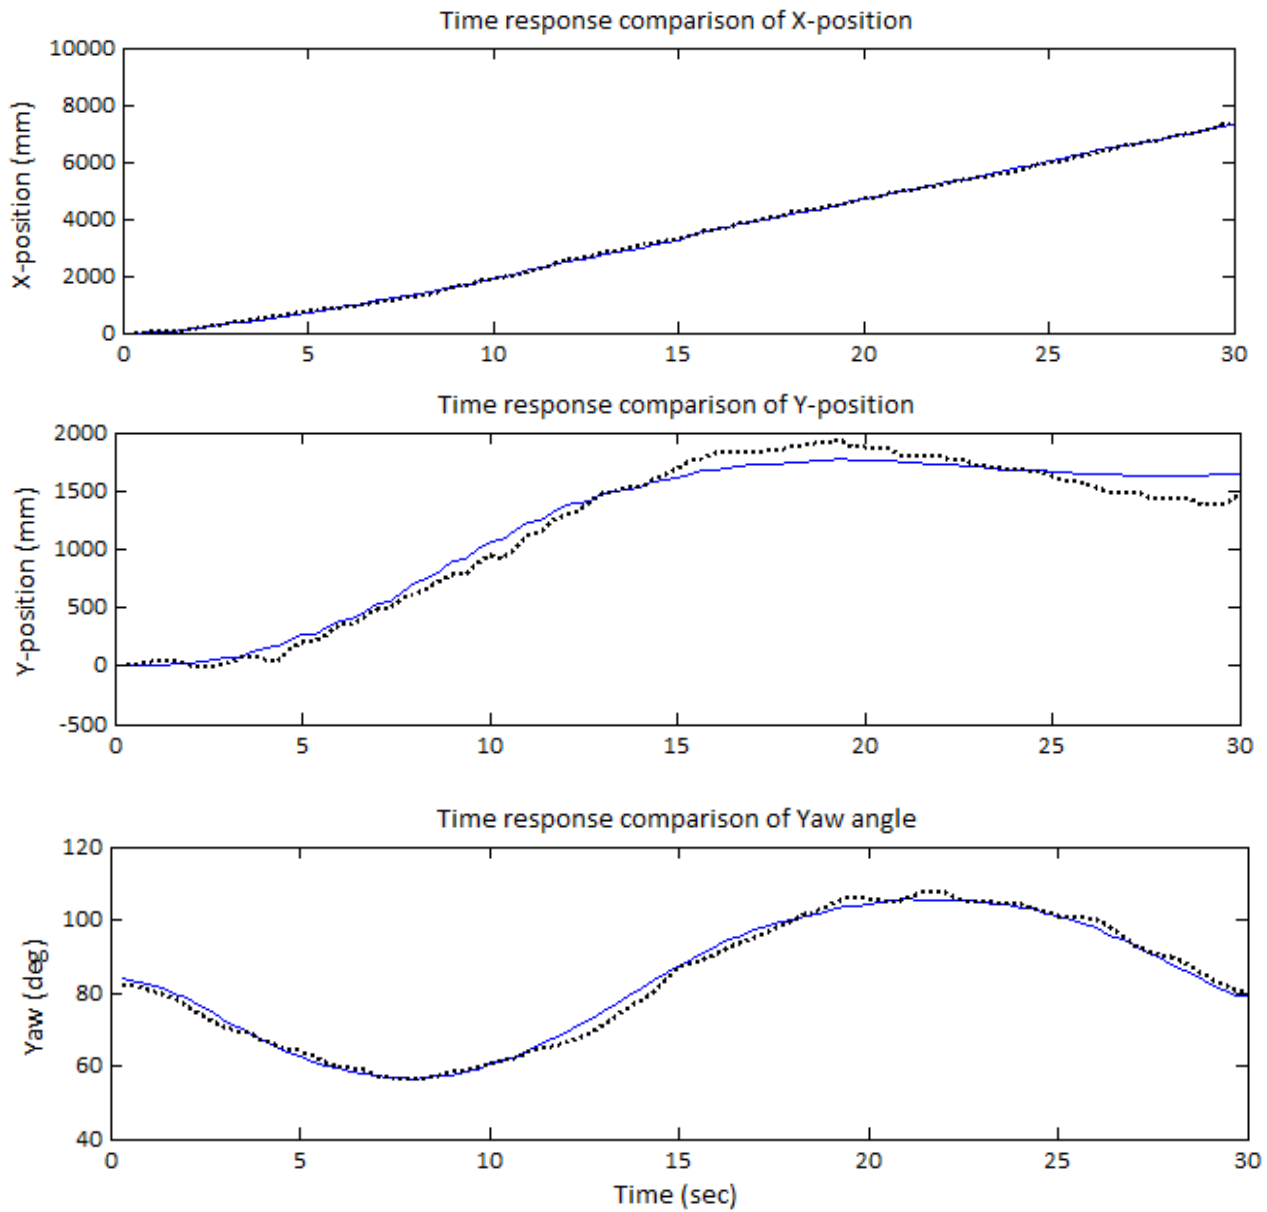 Time response comparison of X-position
10000
8000
6000
4000
2000
0
X-position (mm)
0 5 10 15 20 25 30
Time response comparison of Y-position
2000
1500
1000
500
0
-500
Y-position (mm)
0 5 10 15 20 25 30
Time response comparison of Yaw angle
120
100
80
60
40
Yaw (deg)
0 5 10 15 20 25 30
Time (sec)